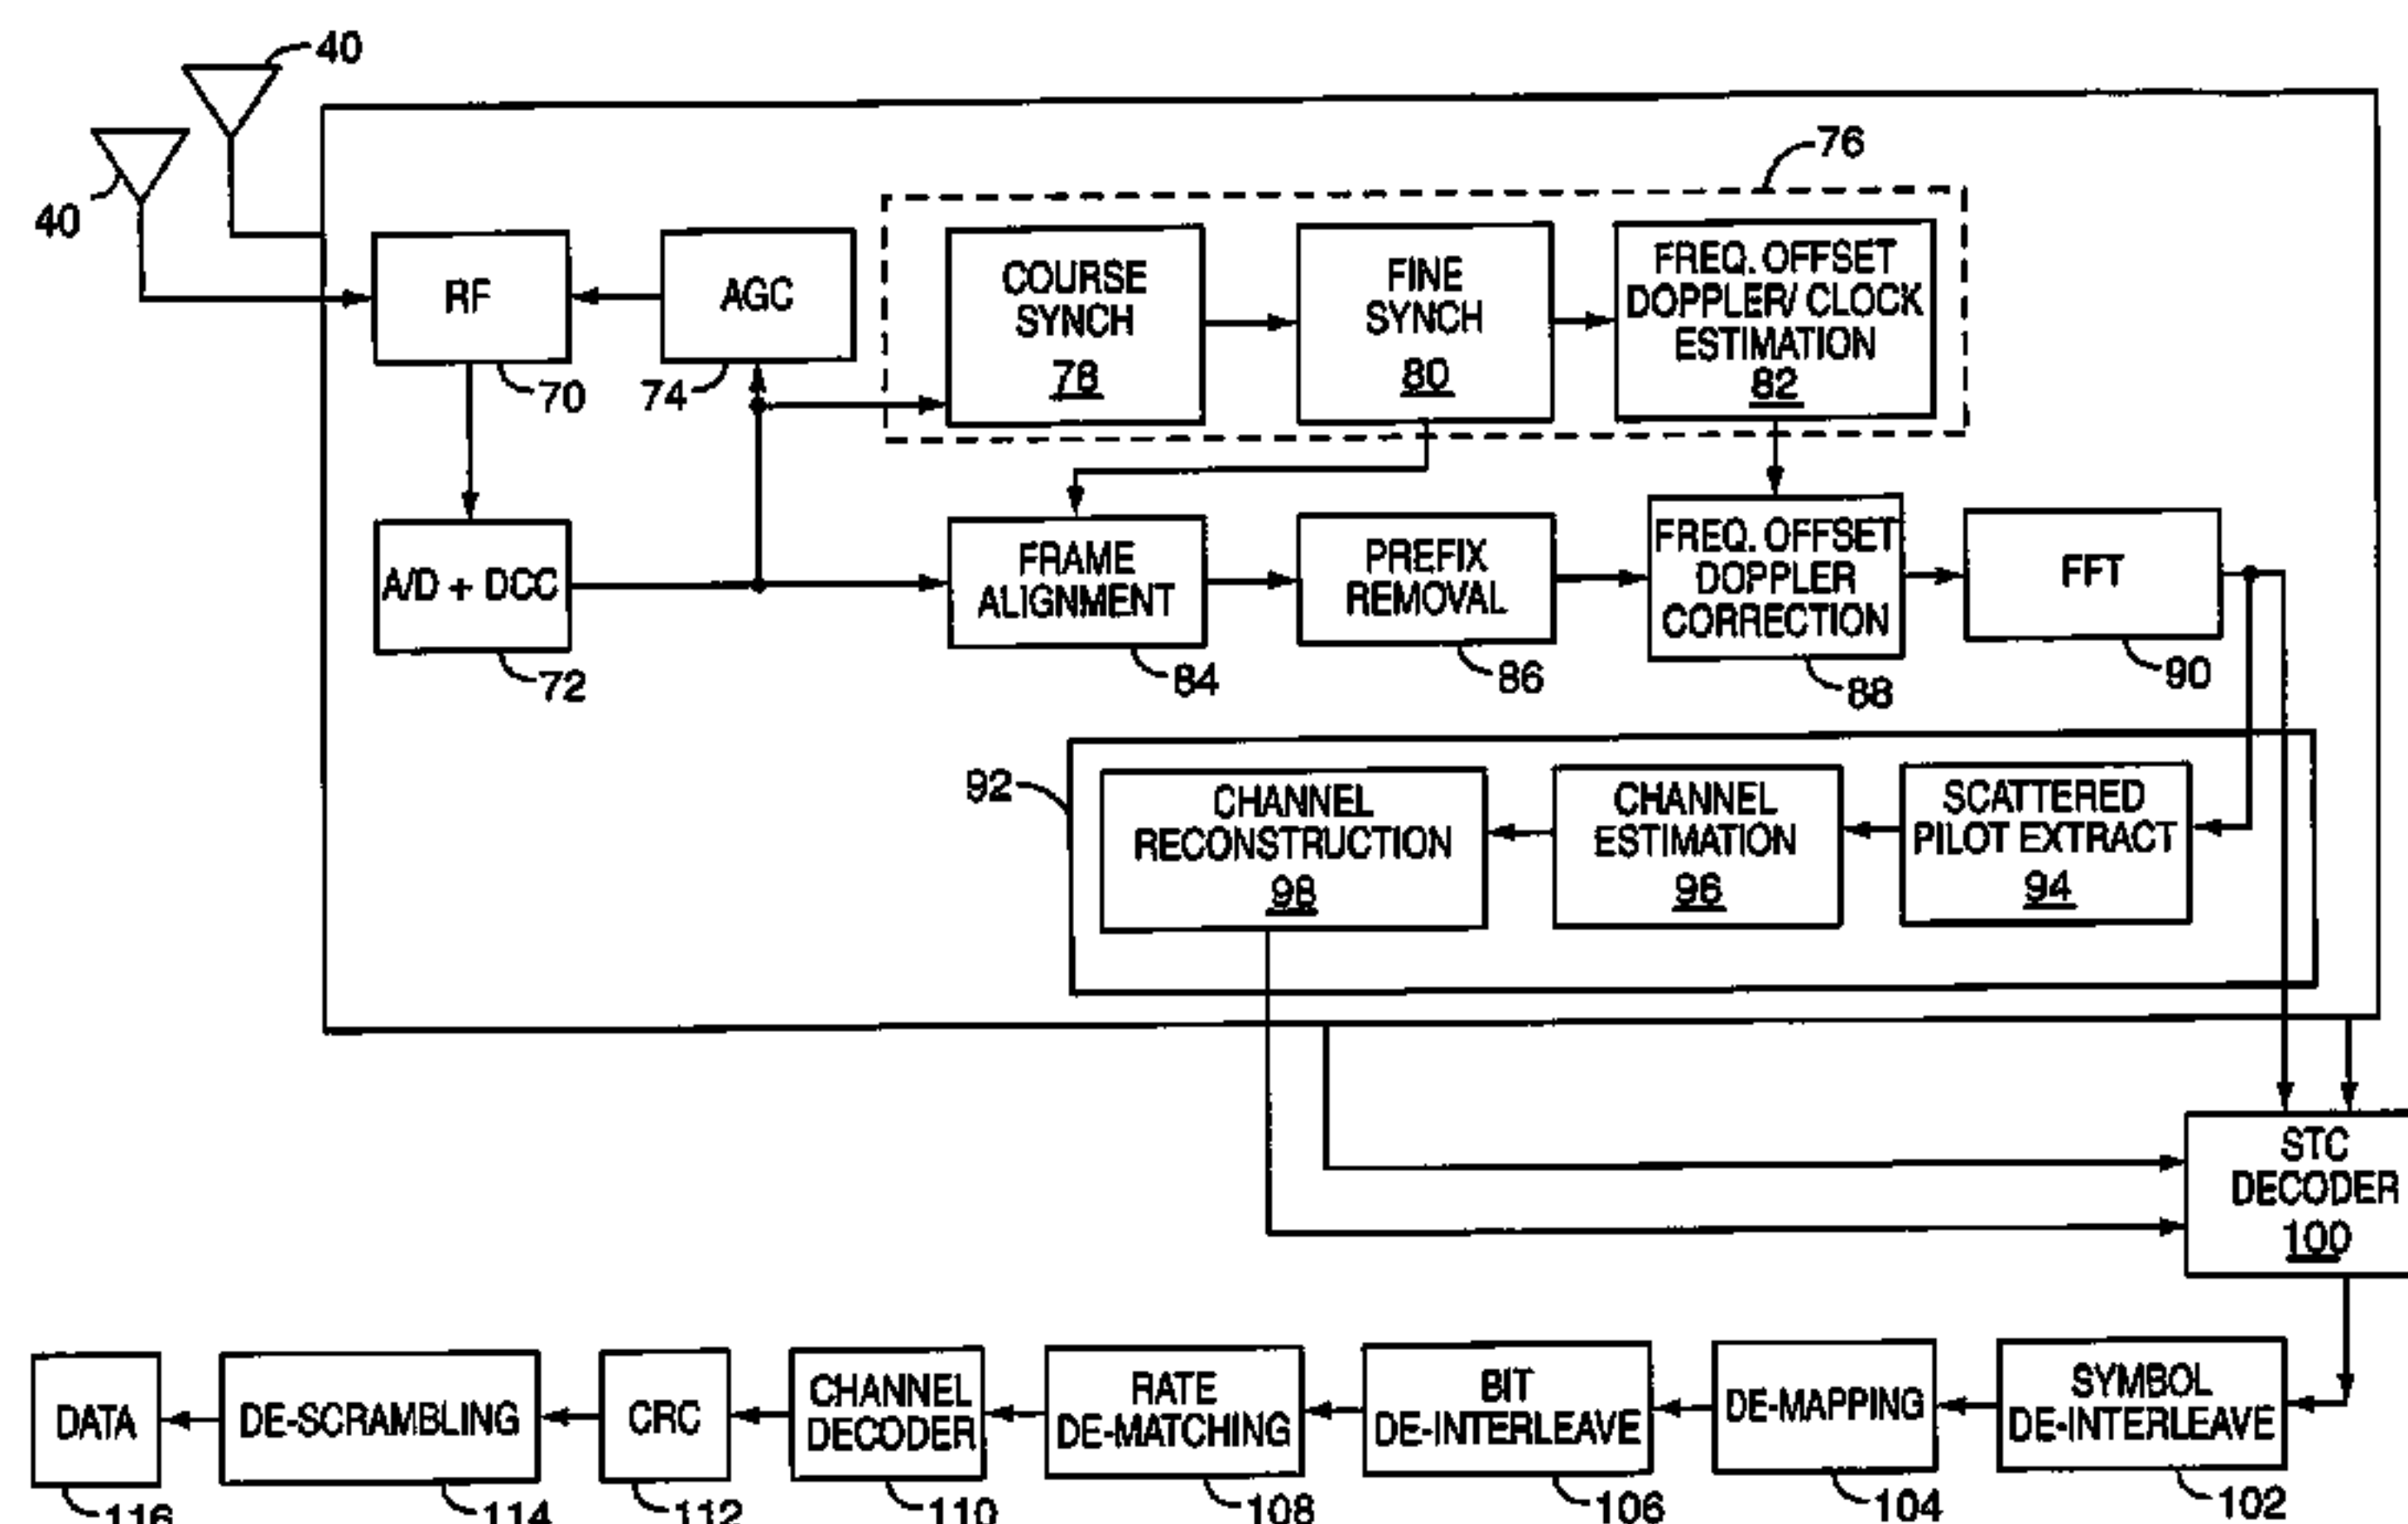 40
40
76
RF
AGC
COURSE
SYNCH
78
FINE
SYNCH
80
FREQ. OFFSET
DOPPLER/ CLOCK
ESTIMATION
82
70
74
A/D + DCC
FRAME
ALIGNMENT
PREFIX
REMOVAL
FREQ. OFFSET
DOPPLER
CORRECTION
FFT
72
84
86
88
90
92
CHANNEL
RECONSTRUCTION
98
CHANNEL
ESTIMATION
96
SCATTERED
PILOT EXTRACT
94
STC
DECODER
100
DATA
DE-SCRAMBLING
CRC
CHANNEL
DECODER
RATE
DE-MATCHING
BIT
DE-INTERLEAVE
DE-MAPPING
SYMBOL
DE-INTERLEAVE
116
114
112
110
108
106
104
102